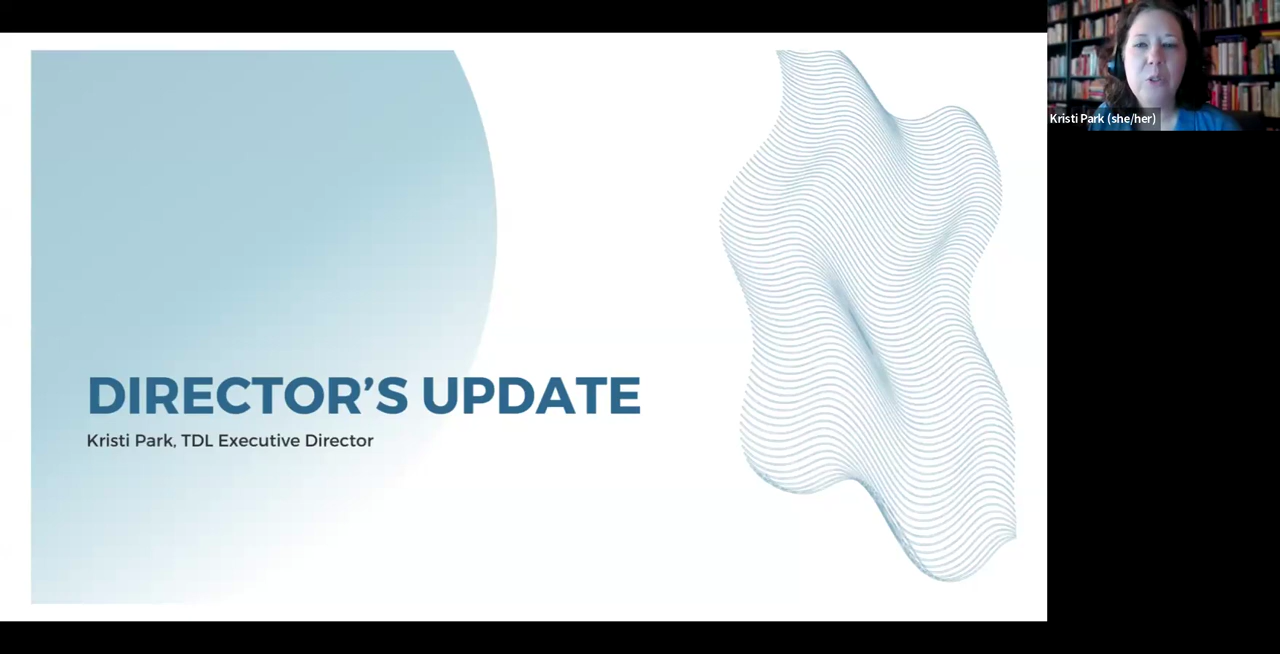 DIRECTOR’S UPDATE
Kristi Park, TDL Executive Director
Kristi Park (she/her)